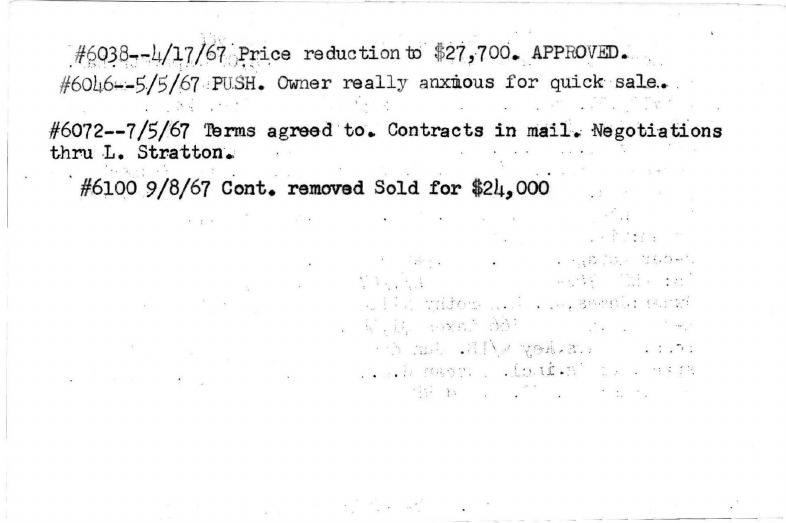 #6038--4/17/67 Price reduction to $27,700. APPROVED.
#6046--5/5/67 PUSH. Owner really anxious for quick sale.
#6072--7/5/67 Terms agreed to. Contracts in mail. Negotiations
thru L. Stratton.
#6100 9/8/67 Cont. removed Sold for $24,000